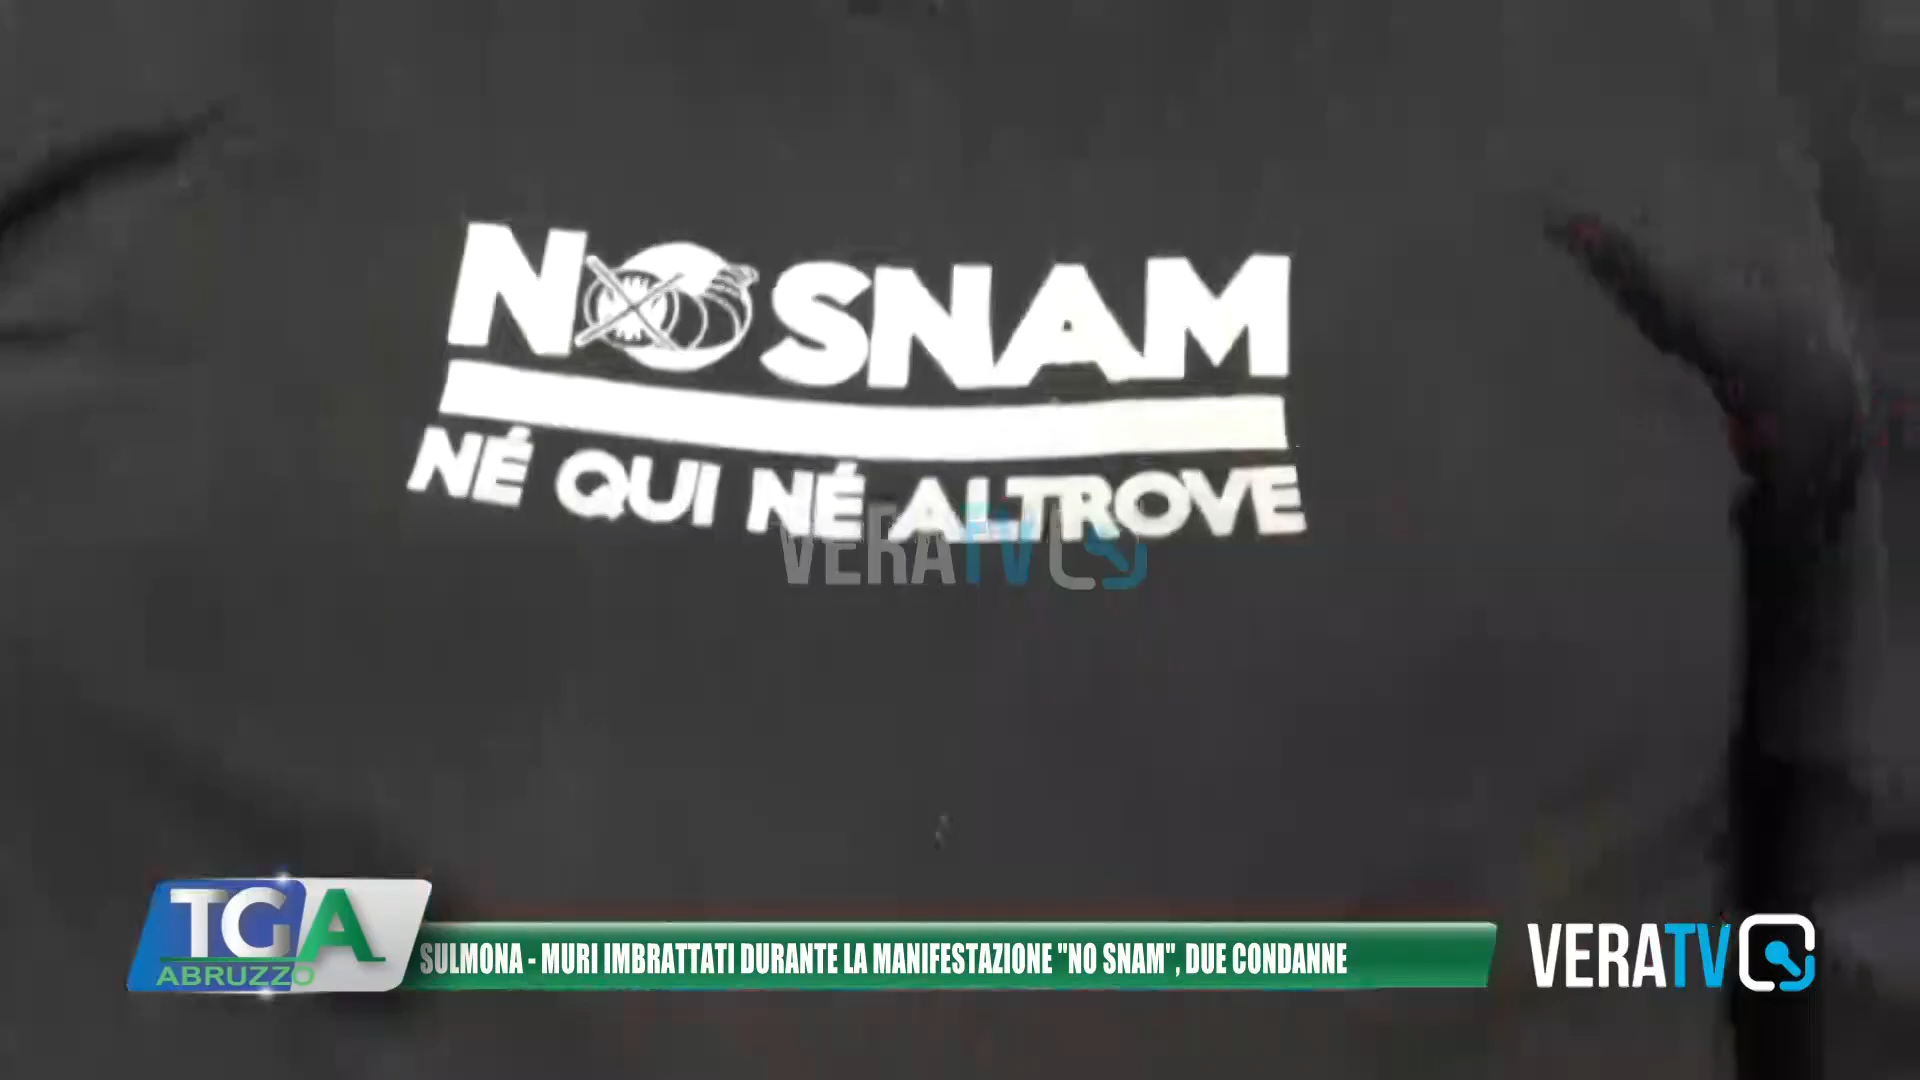 NO SNAM
NÉ QUI NÉ ALTROVE
VERATV
TGA
ABRUZZO
SULMONA - MURI IMBRATTATI DURANTE LA MANIFESTAZIONE "NO SNAM", DUE CONDANNE
VERATV